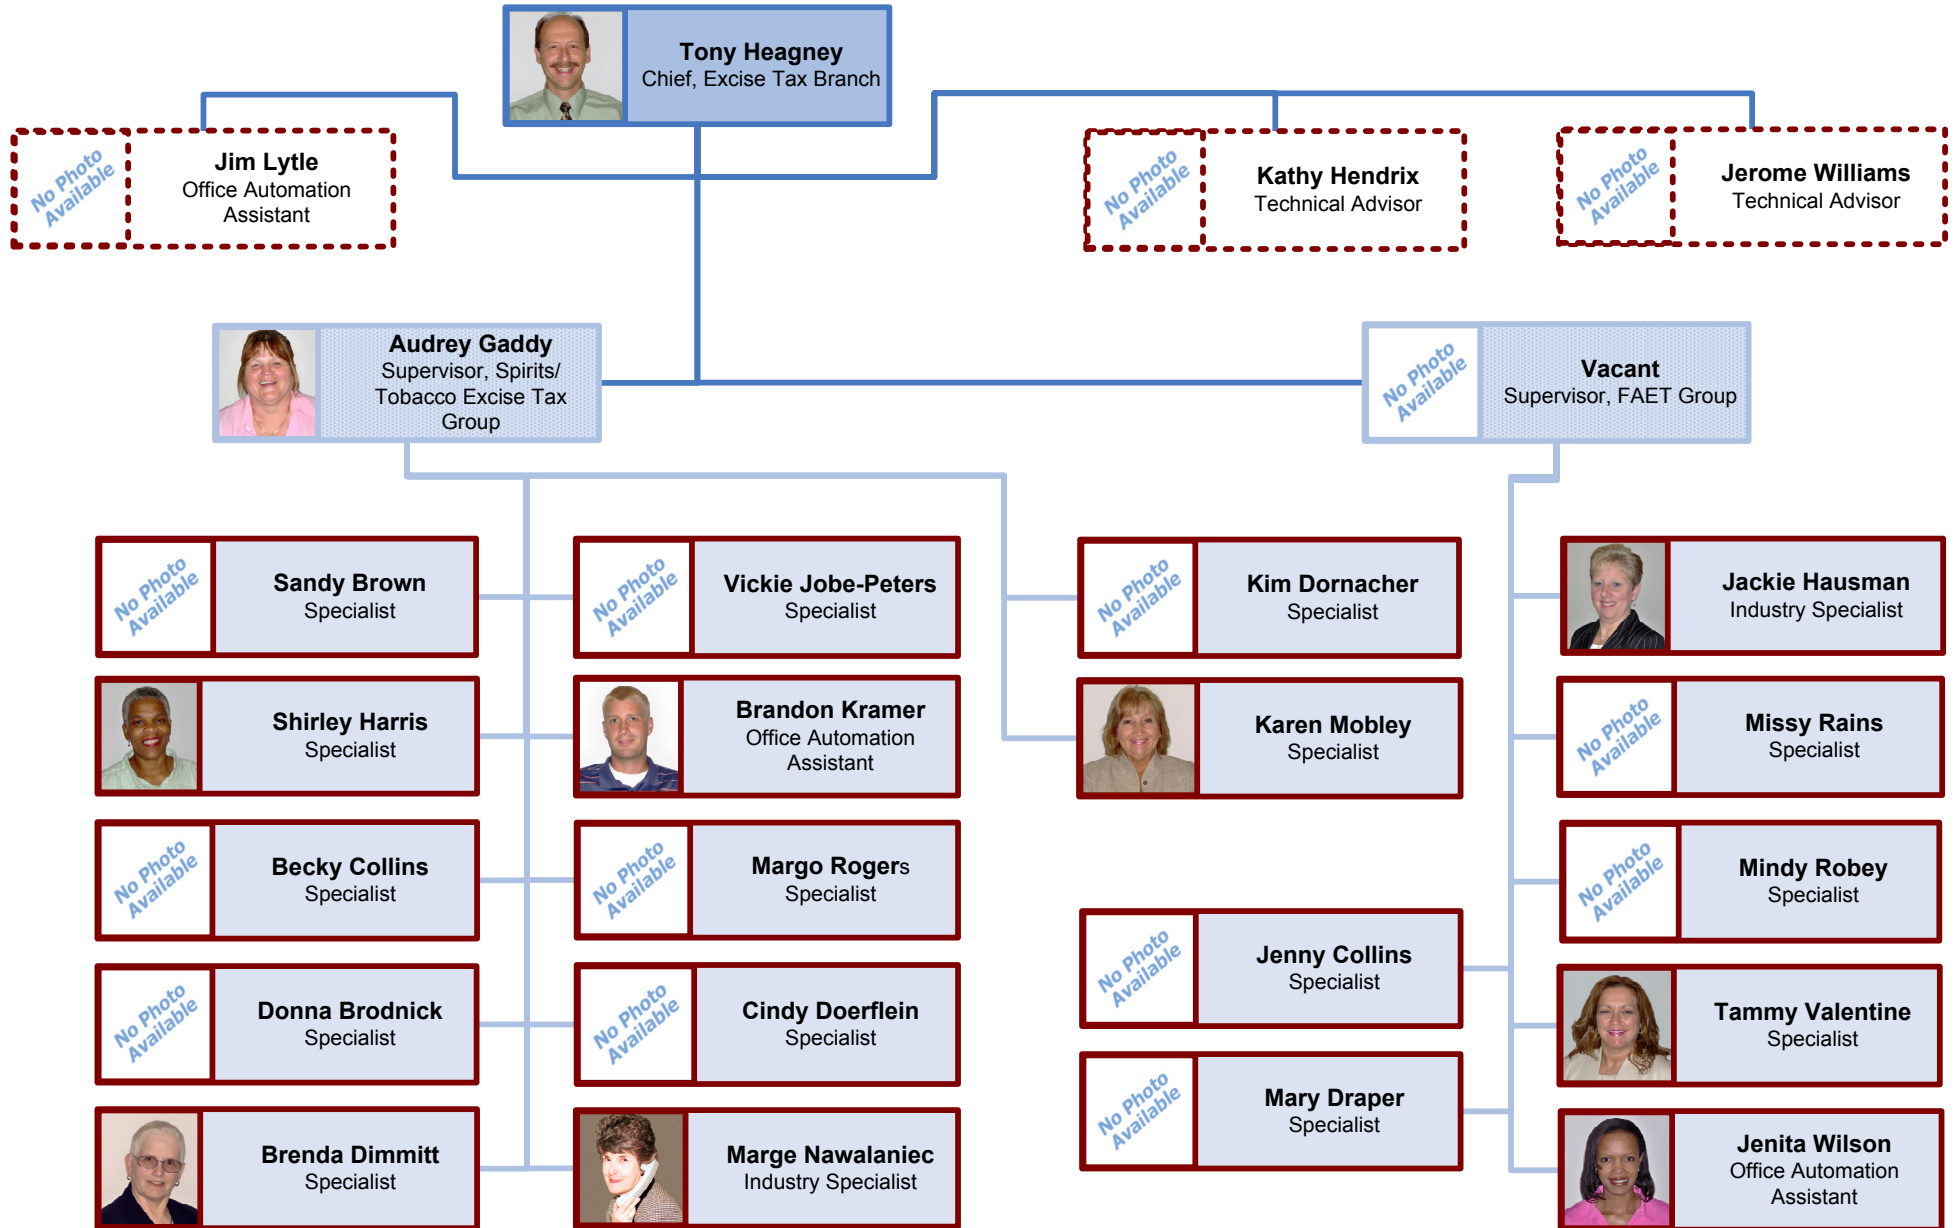 Tony Heagney
Chief, Excise Tax Branch
No Photo
Available
Jim Lytle
Office Automation
Assistant
No Photo
Available
Kathy Hendrix
Technical Advisor
No Photo
Available
Jerome Williams
Technical Advisor
Audrey Gaddy
Supervisor, Spirits/
Tobacco Excise Tax
Group
No Photo
Available
Vacant
Supervisor, FAET Group
No Photo
Available
Sandy Brown
Specialist
No Photo
Available
Vickie Jobe-Peters
Specialist
No Photo
Available
Kim Dornacher
Specialist
Jackie Hausman
Industry Specialist
Shirley Harris
Specialist
Brandon Kramer
Office Automation
Assistant
Karen Mobley
Specialist
No Photo
Available
Missy Rains
Specialist
No Photo
Available
Becky Collins
Specialist
No Photo
Available
Margo Rogers
Specialist
No Photo
Available
Mindy Robey
Specialist
No Photo
Available
Jenny Collins
Specialist
No Photo
Available
Donna Brodnick
Specialist
No Photo
Available
Cindy Doerflein
Specialist
Tammy Valentine
Specialist
No Photo
Available
Mary Draper
Specialist
Brenda Dimmitt
Specialist
Marge Nawalaniec
Industry Specialist
Jenita Wilson
Office Automation
Assistant